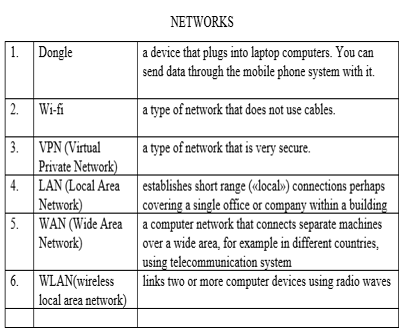 NETWORKS
1. Dongle a device that plugs into laptop computers. You can
send data through the mobile phone system with it.
2. Wi-fi a type of network that does not use cables.
3. VPN (Virtual a type of network that is very secure.
Private Network)
4. LAN (Local Area establishes short range («local») connections perhaps
Network) covering a single office or company within a building
5. WAN (Wide Area a computer network that connects separate machines
Network) over a wide area, for example in different countries,
using telecommunication system
6. WLAN(wireless links two or more computer devices using radio waves
local area network)